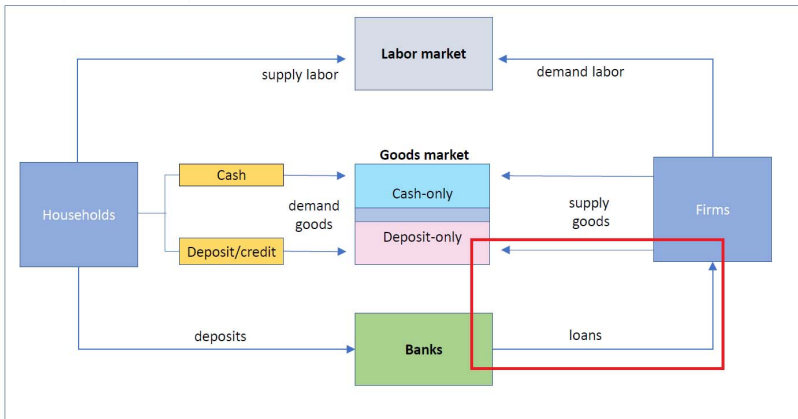 Labor market
supply labor
demand labor
Goods market
Cash
Cash-only
Households
demand
goods
supply
goods
Firms
Deposit/credit
Deposit-only
deposits
Banks
loans